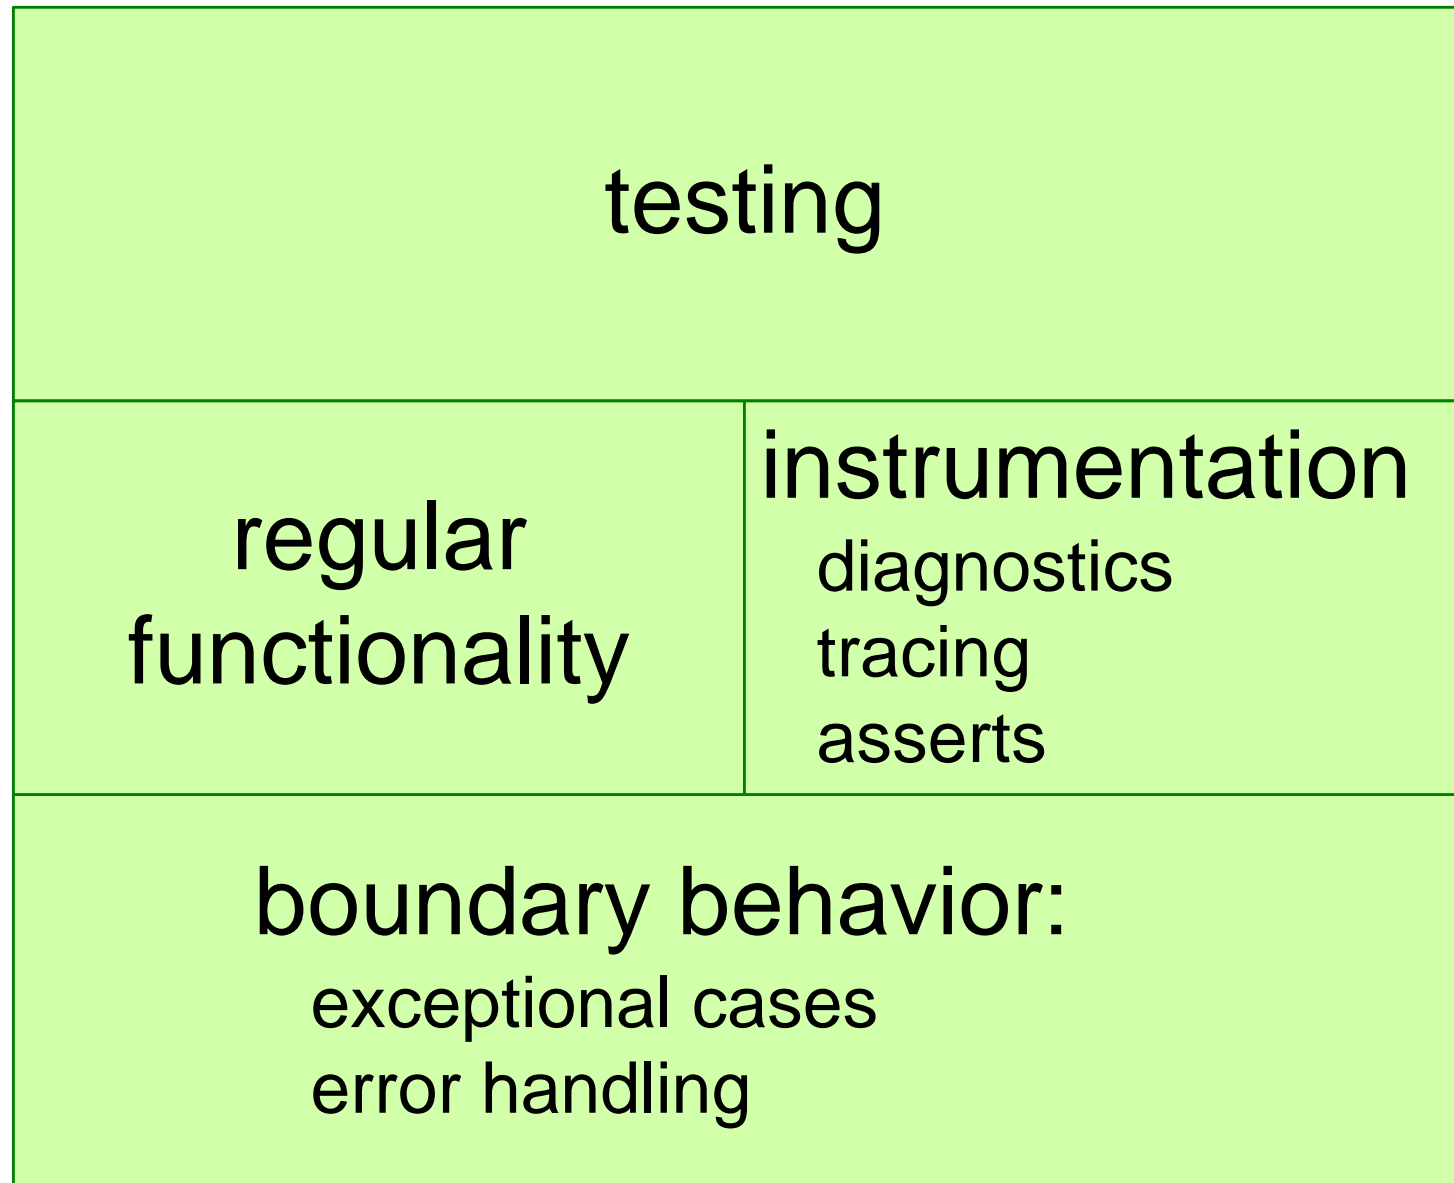 testing
regular
functionality
instrumentation
diagnostics
tracing
asserts
boundary behavior:
exceptional cases
error handling